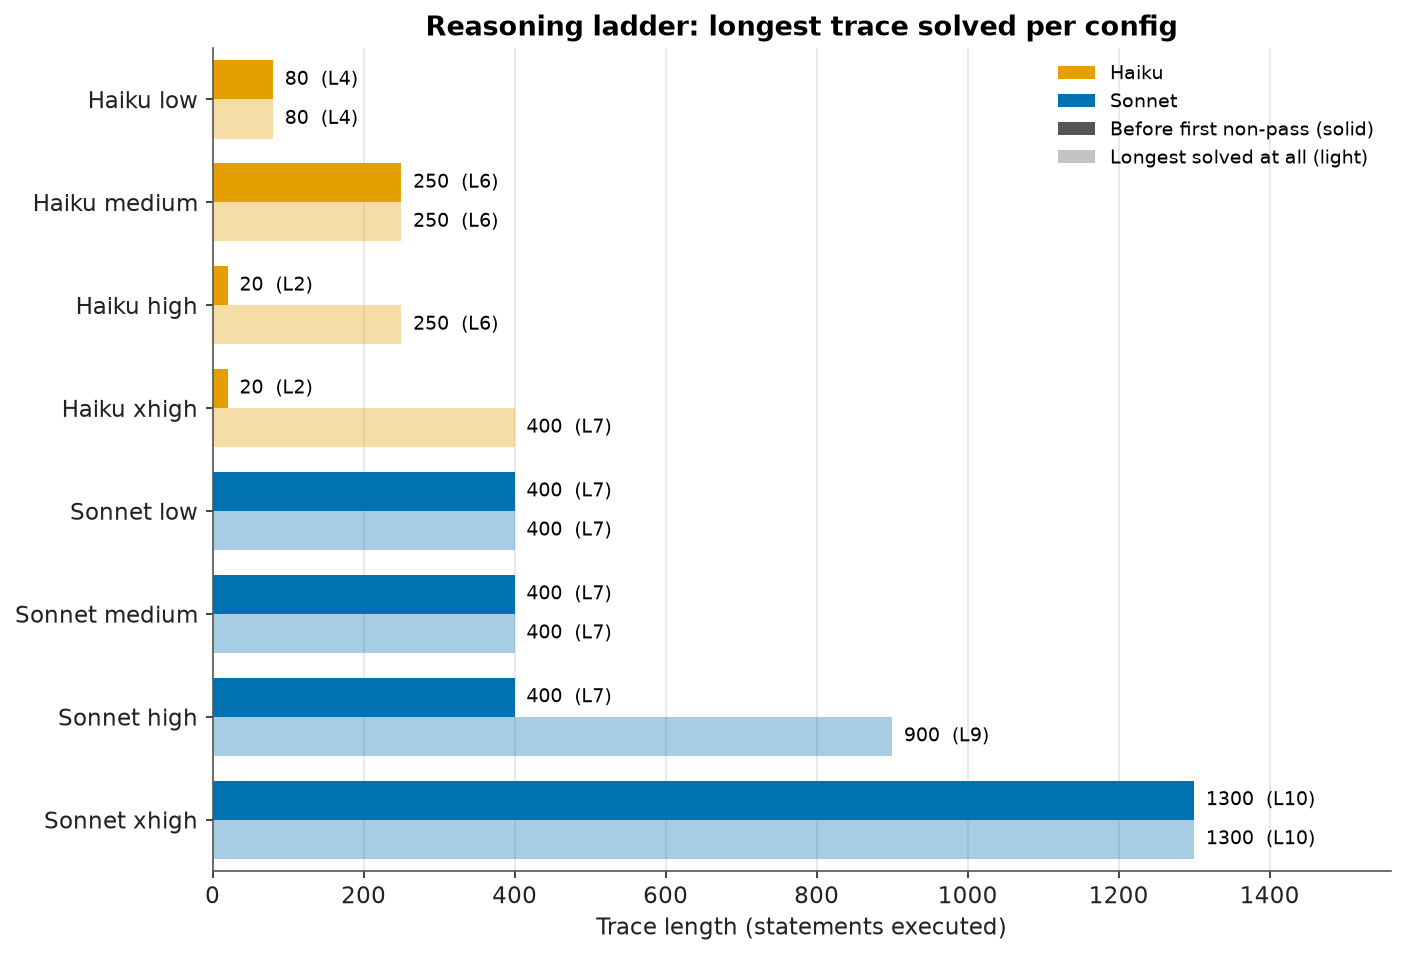 Reasoning ladder: longest trace solved per config
Haiku
Sonnet
Before first non-pass (solid)
Longest solved at all (light)
Haiku low
80 (L4)
80 (L4)
Haiku medium
250 (L6)
250 (L6)
Haiku high
20 (L2)
250 (L6)
Haiku xhigh
20 (L2)
400 (L7)
Sonnet low
400 (L7)
400 (L7)
Sonnet medium
400 (L7)
400 (L7)
Sonnet high
400 (L7)
900 (L9)
Sonnet xhigh
1300 (L10)
1300 (L10)
0 200 400 600 800 1000 1200 1400
Trace length (statements executed)